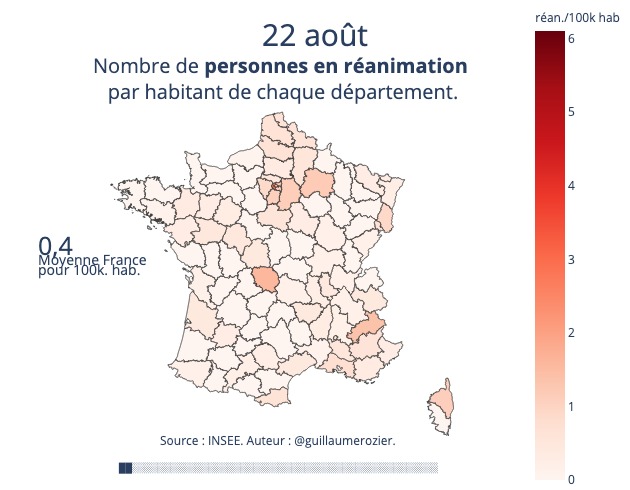 22 août
Nombre de personnes en réanimation
par habitant de chaque département.
réan./100k hab
6
5
4
3
2
1
0
0,4
Moyenne France
pour 100k. hab.
Source : INSEE. Auteur : @guillaumerozier.